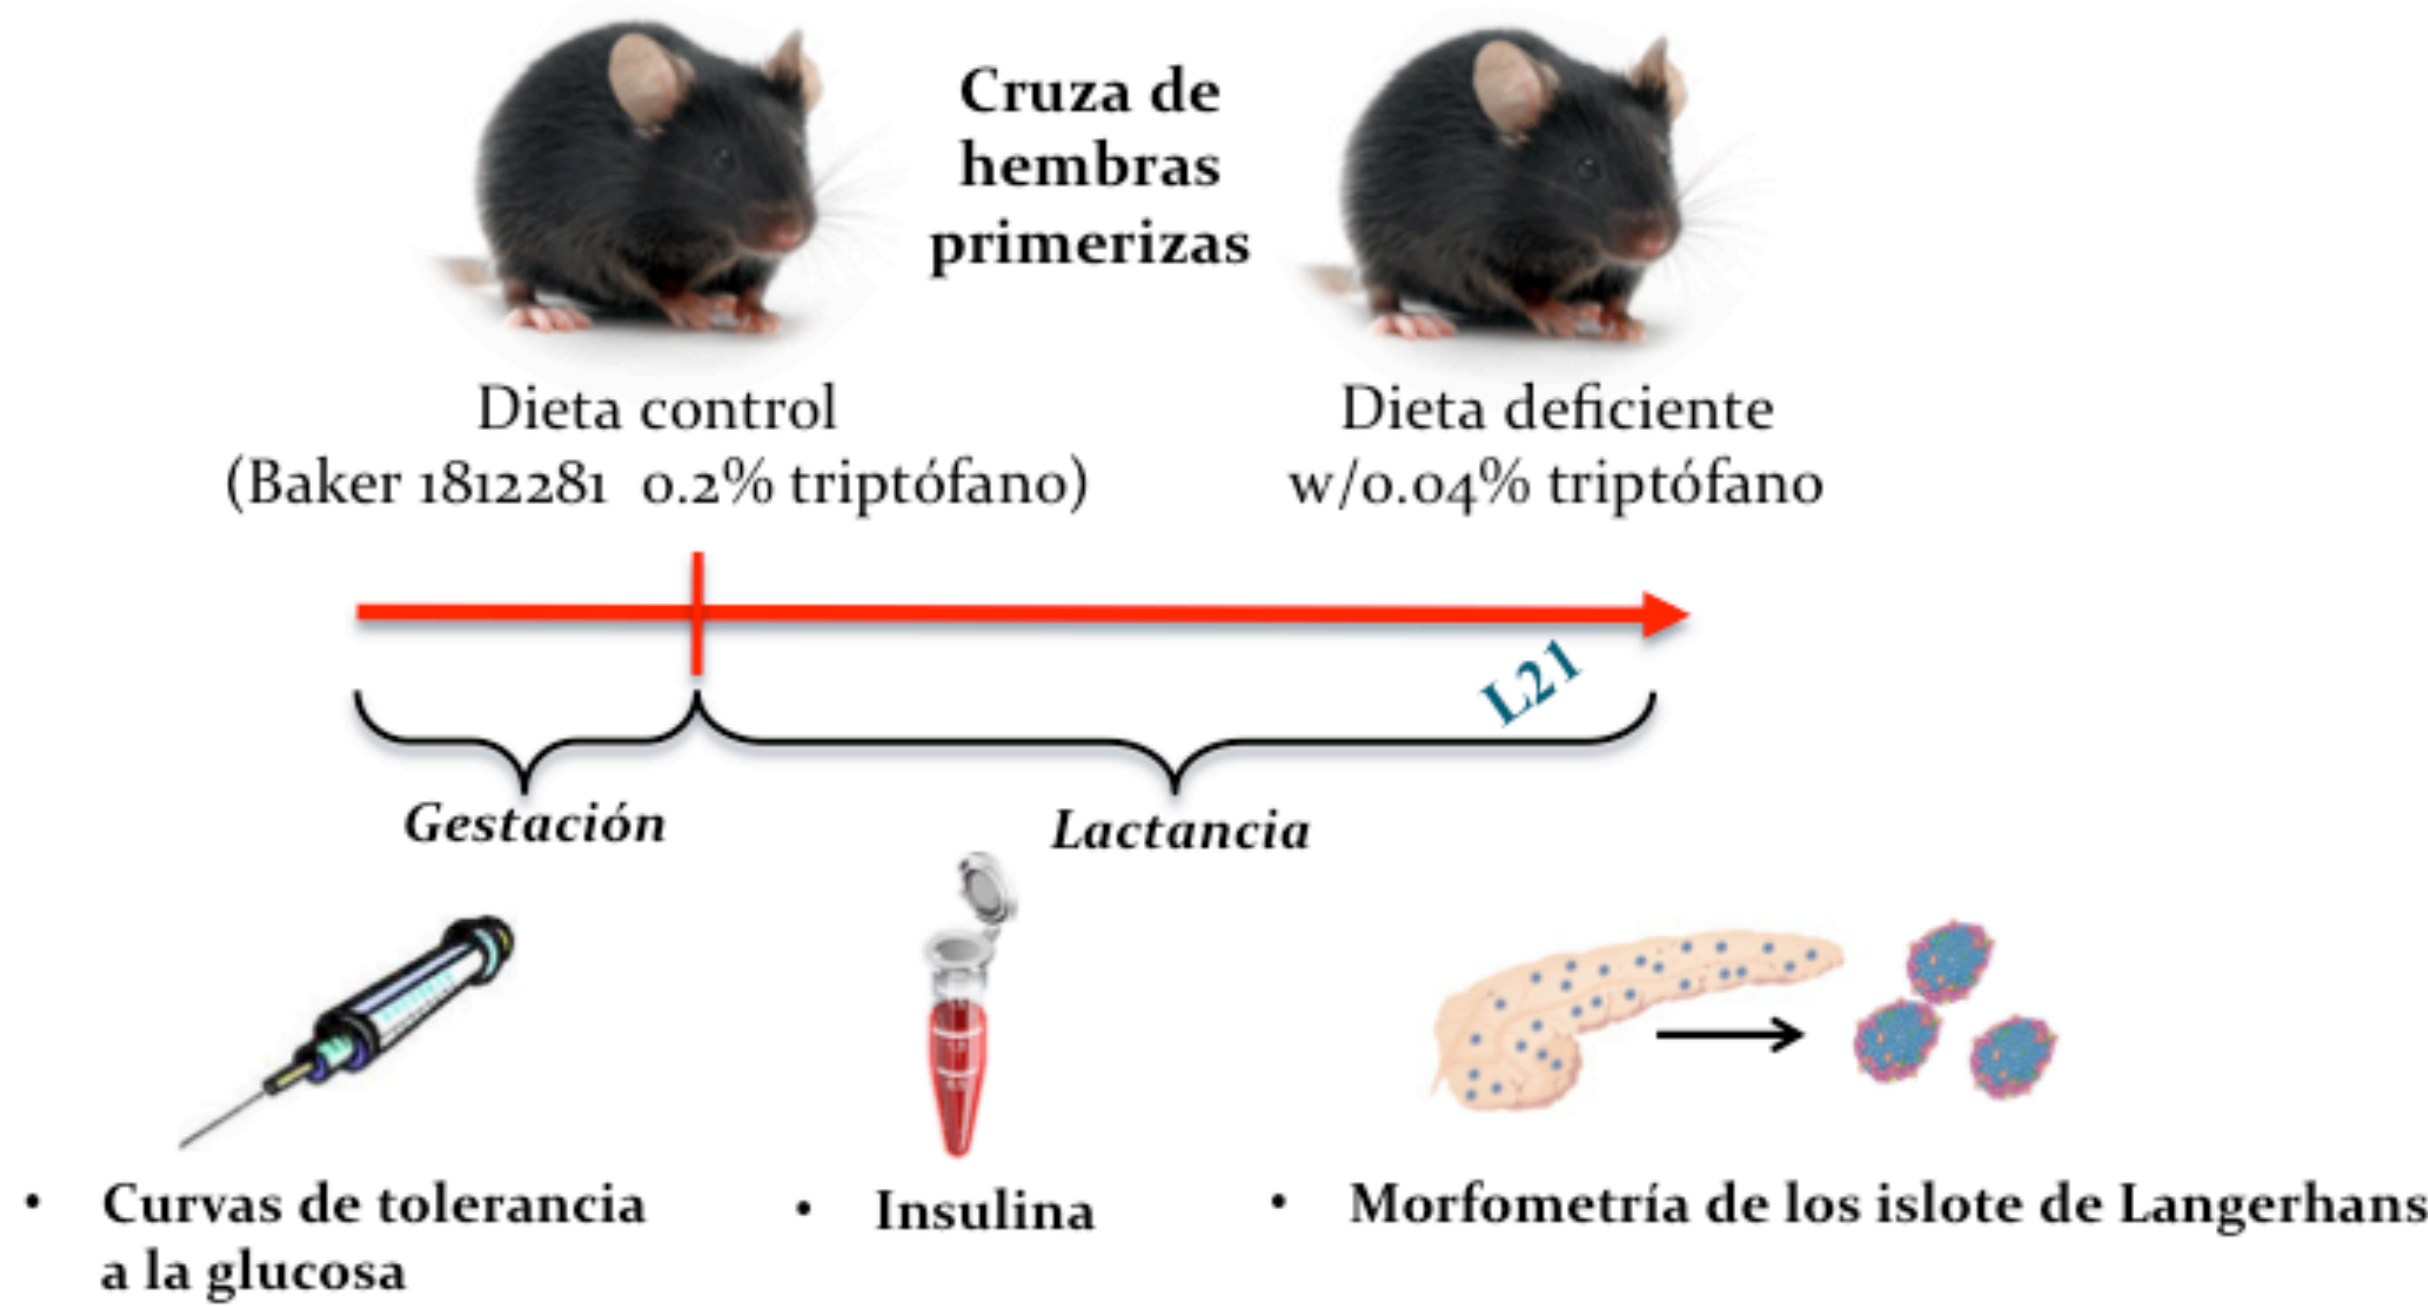 Cruza de
hembras
primerizas
Dieta control
(Baker 1812281 0.2% triptófano)
Dieta deficiente
w/0.04% triptófano
L21
Gestación
Lactancia
• Curvas de tolerancia
a la glucosa
• Insulina
• Morfometría de los islote de Langerhans